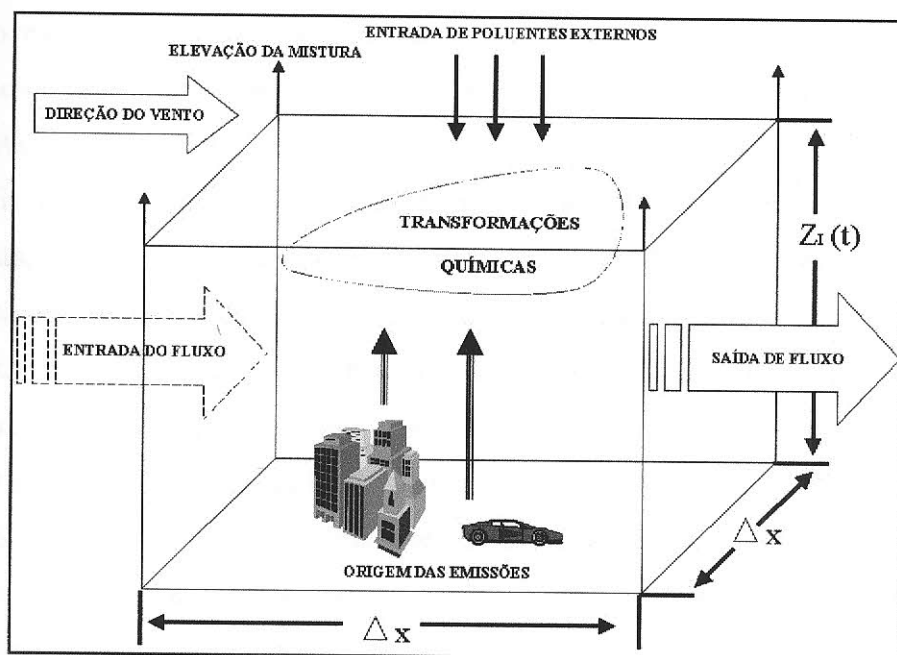 ENTRADA DE POLUENTES EXTERNOS
ELEVAÇÃO DA MISTURA
DIREÇÃO DO VENTO
TRANSFORMAÇÕES
QUÍMICAS
Z_I (t)
ENTRADA DO FLUXO
SAÍDA DE FLUXO
Δ x
ORIGEM DAS EMISSÕES
Δ x